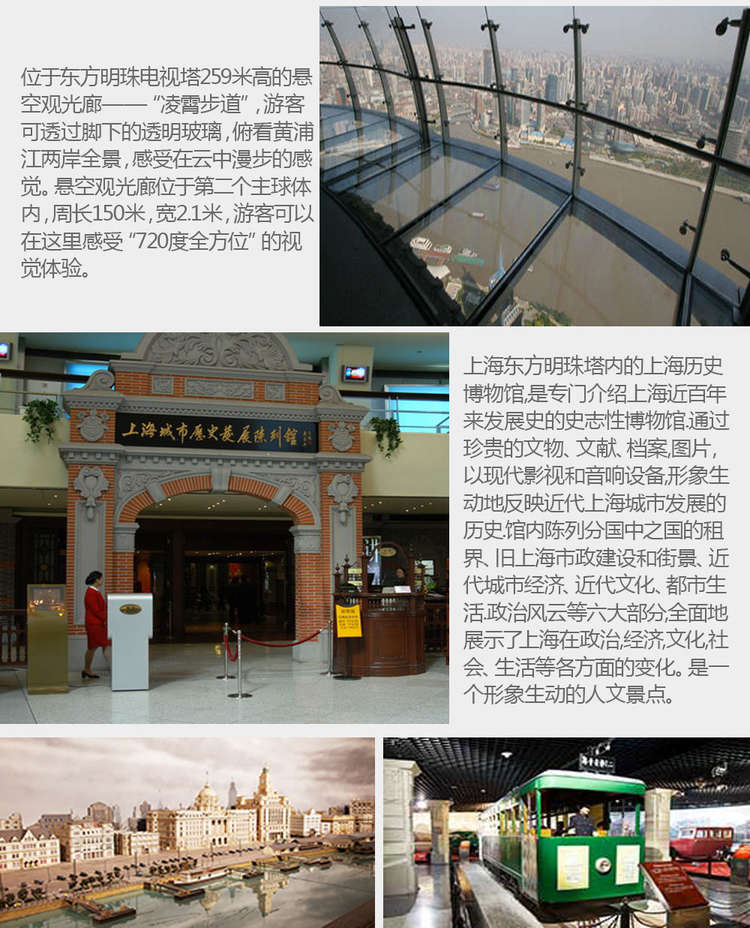 位于东方明珠电视塔259米高的悬
空观光廊——“凌霄步道”,游客
可透过脚下的透明玻璃,俯看黄浦
江两岸全景,感受在云中漫步的感
觉。悬空观光廊位于第二个主球体
内,周长150米,宽2.1米,游客可以
在这里感受“720度全方位”的视
觉体验。
上海城市歷史發展陳列館
上海东方明珠塔内的上海历史
博物馆,是专门介绍上海近百年
来发展史的史志性博物馆.通过
珍贵的文物、文献、档案,图片,
以现代影视和音响设备,形象生
动地反映近代上海城市发展的
历史.馆内陈列分国中之国的租
界、旧上海市政建设和街景、近
代城市经济、近代文化、都市生
活.政治风云等六大部分,全面地
展示了上海在政治,经济,文化,社
会、生活等各方面的变化。是一
个形象生动的人文景点。